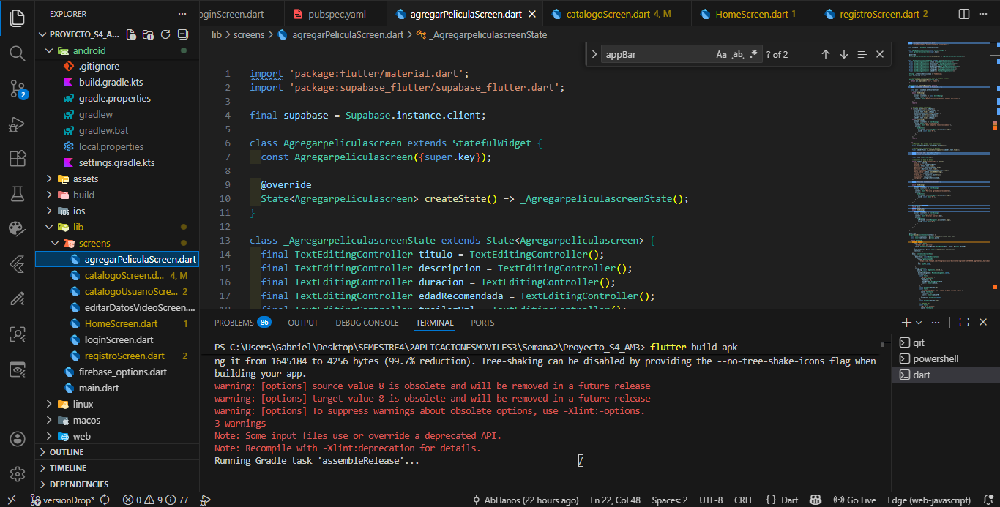 EXPLORER
PROYECTO_S4_A...
android
.gitignore
build.gradle.kts
gradle.properties
gradlew
gradlew.bat
local.properties
settings.gradle.kts
assets
build
ios
lib
screens
agregarPeliculaScreen.dart
catalogoScreen.d... 4, M
catalogoUsuarioScre... 2
editarDatosVideoScreen....
HomeScreen.dart 1
loginScreen.dart
registroScreen.dart 2
firebase_options.dart
main.dart
linux
macos
web
OUTLINE
TIMELINE
DEPENDENCIES
2
oginScreen.dart
pubspec.yaml
agregarPeliculaScreen.dart
catalogoScreen.dart 4, M
HomeScreen.dart 1
registroScreen.dart 2
lib > screens > agregarPeliculaScreen.dart > _AgregarpeliculascreenState
appBar
Aa ab .*
? of 2
1 import 'package:flutter/material.dart';
2 import 'package:supabase_flutter/supabase_flutter.dart';
3
4 final supabase = Supabase.instance.client;
5
6 class Agregarpeliculascreen extends StatefulWidget {
7 const Agregarpeliculascreen({super.key});
8
9 @override
10 State<Agregarpeliculascreen> createState() => _AgregarpeliculascreenState();
11 }
12
13 class _AgregarpeliculascreenState extends State<Agregarpeliculascreen> {
14 final TextEditingController titulo = TextEditingController();
15 final TextEditingController descripcion = TextEditingController();
16 final TextEditingController duracion = TextEditingController();
17 final TextEditingController edadRecomendada = TextEditingController();
PROBLEMS 86 OUTPUT DEBUG CONSOLE TERMINAL PORTS
PS C:\Users\Gabriel\Desktop\SEMESTRE4\2APLICACIONESMOVILES3\Semana2\Proyecto_S4_AM3> flutter build apk
ng it from 1645184 to 4256 bytes (99.7% reduction). Tree-shaking can be disabled by providing the --no-tree-shake-icons flag when
building your app.
warning: [options] source value 8 is obsolete and will be removed in a future release
warning: [options] target value 8 is obsolete and will be removed in a future release
warning: [options] To suppress warnings about obsolete options, use -Xlint:-options.
3 warnings
Note: Some input files use or override a deprecated API.
Note: Recompile with -Xlint:deprecation for details.
Running Gradle task 'assembleRelease'... /
git
powershell
dart
versionDrop* 0 9 77 AbLlanos (22 hours ago) Ln 22, Col 48 Spaces: 2 UTF-8 CRLF { } Dart Go Live Edge (web-javascript)